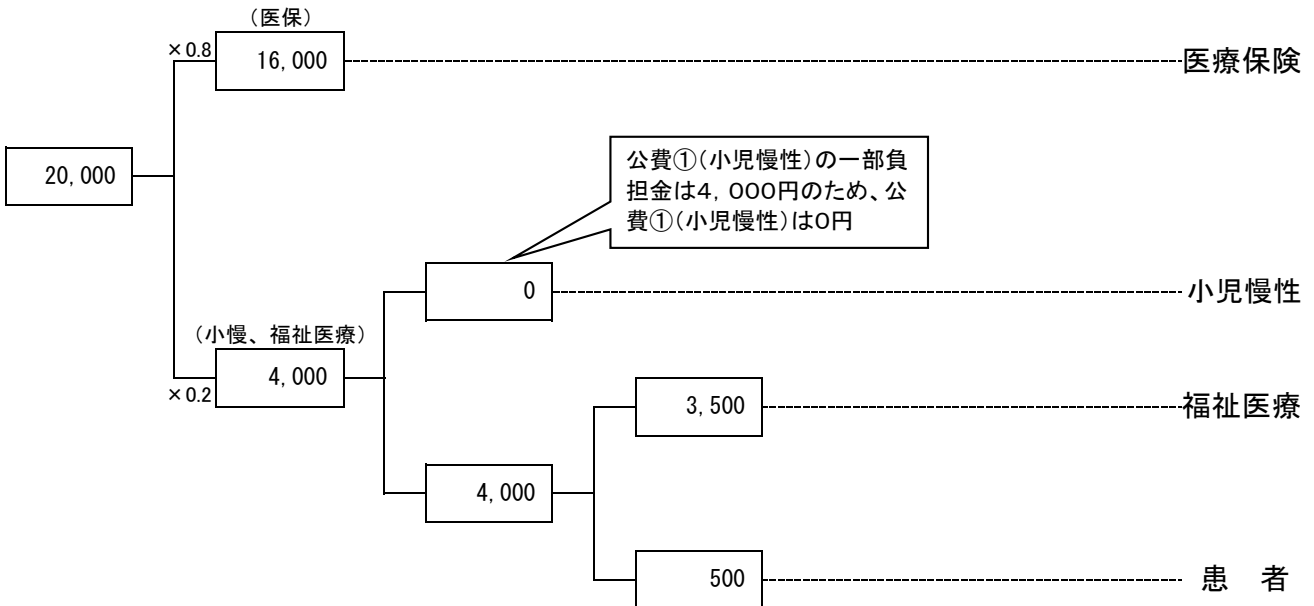 (医保)
×0.8
16,000
医療保険
20,000
公費①(小児慢性)の一部負
担金は4,000円のため、公
費①(小児慢性)は0円
0
小児慢性
(小慢、福祉医療)
×0.2
4,000
3,500
福祉医療
4,000
500
患　者